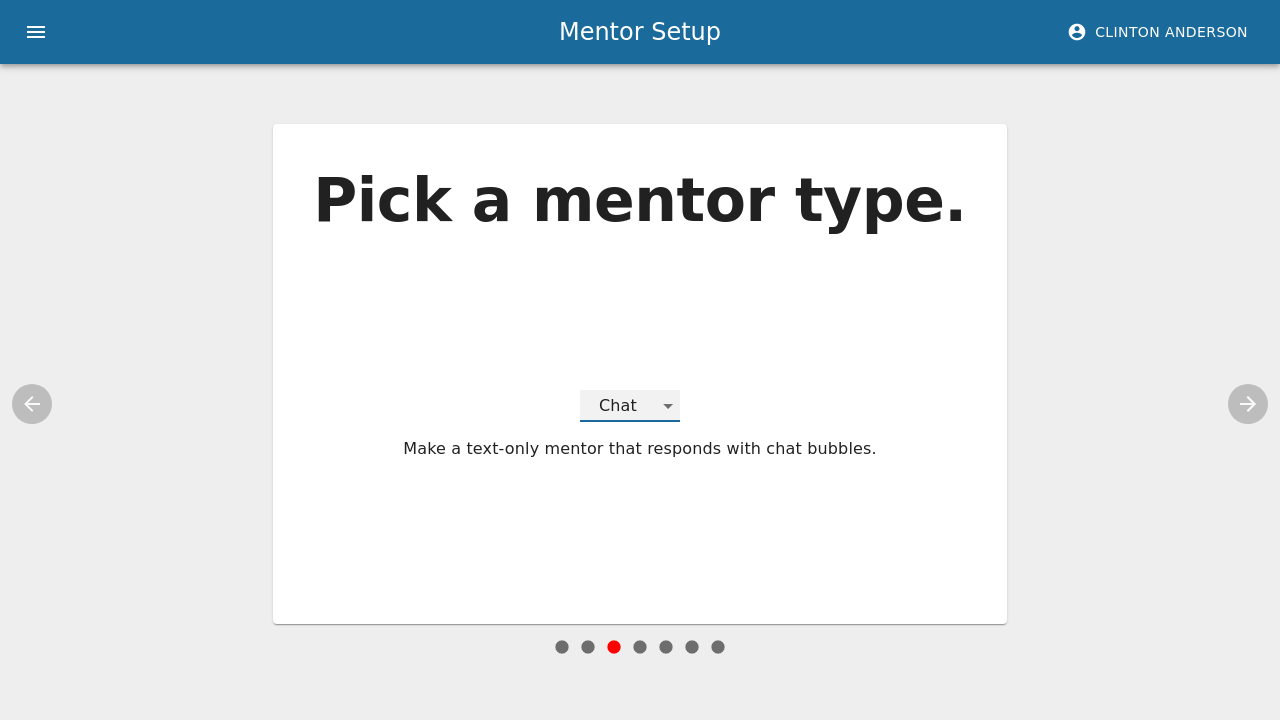 Mentor Setup
CLINTON ANDERSON
Pick a mentor type.
Chat
Make a text-only mentor that responds with chat bubbles.